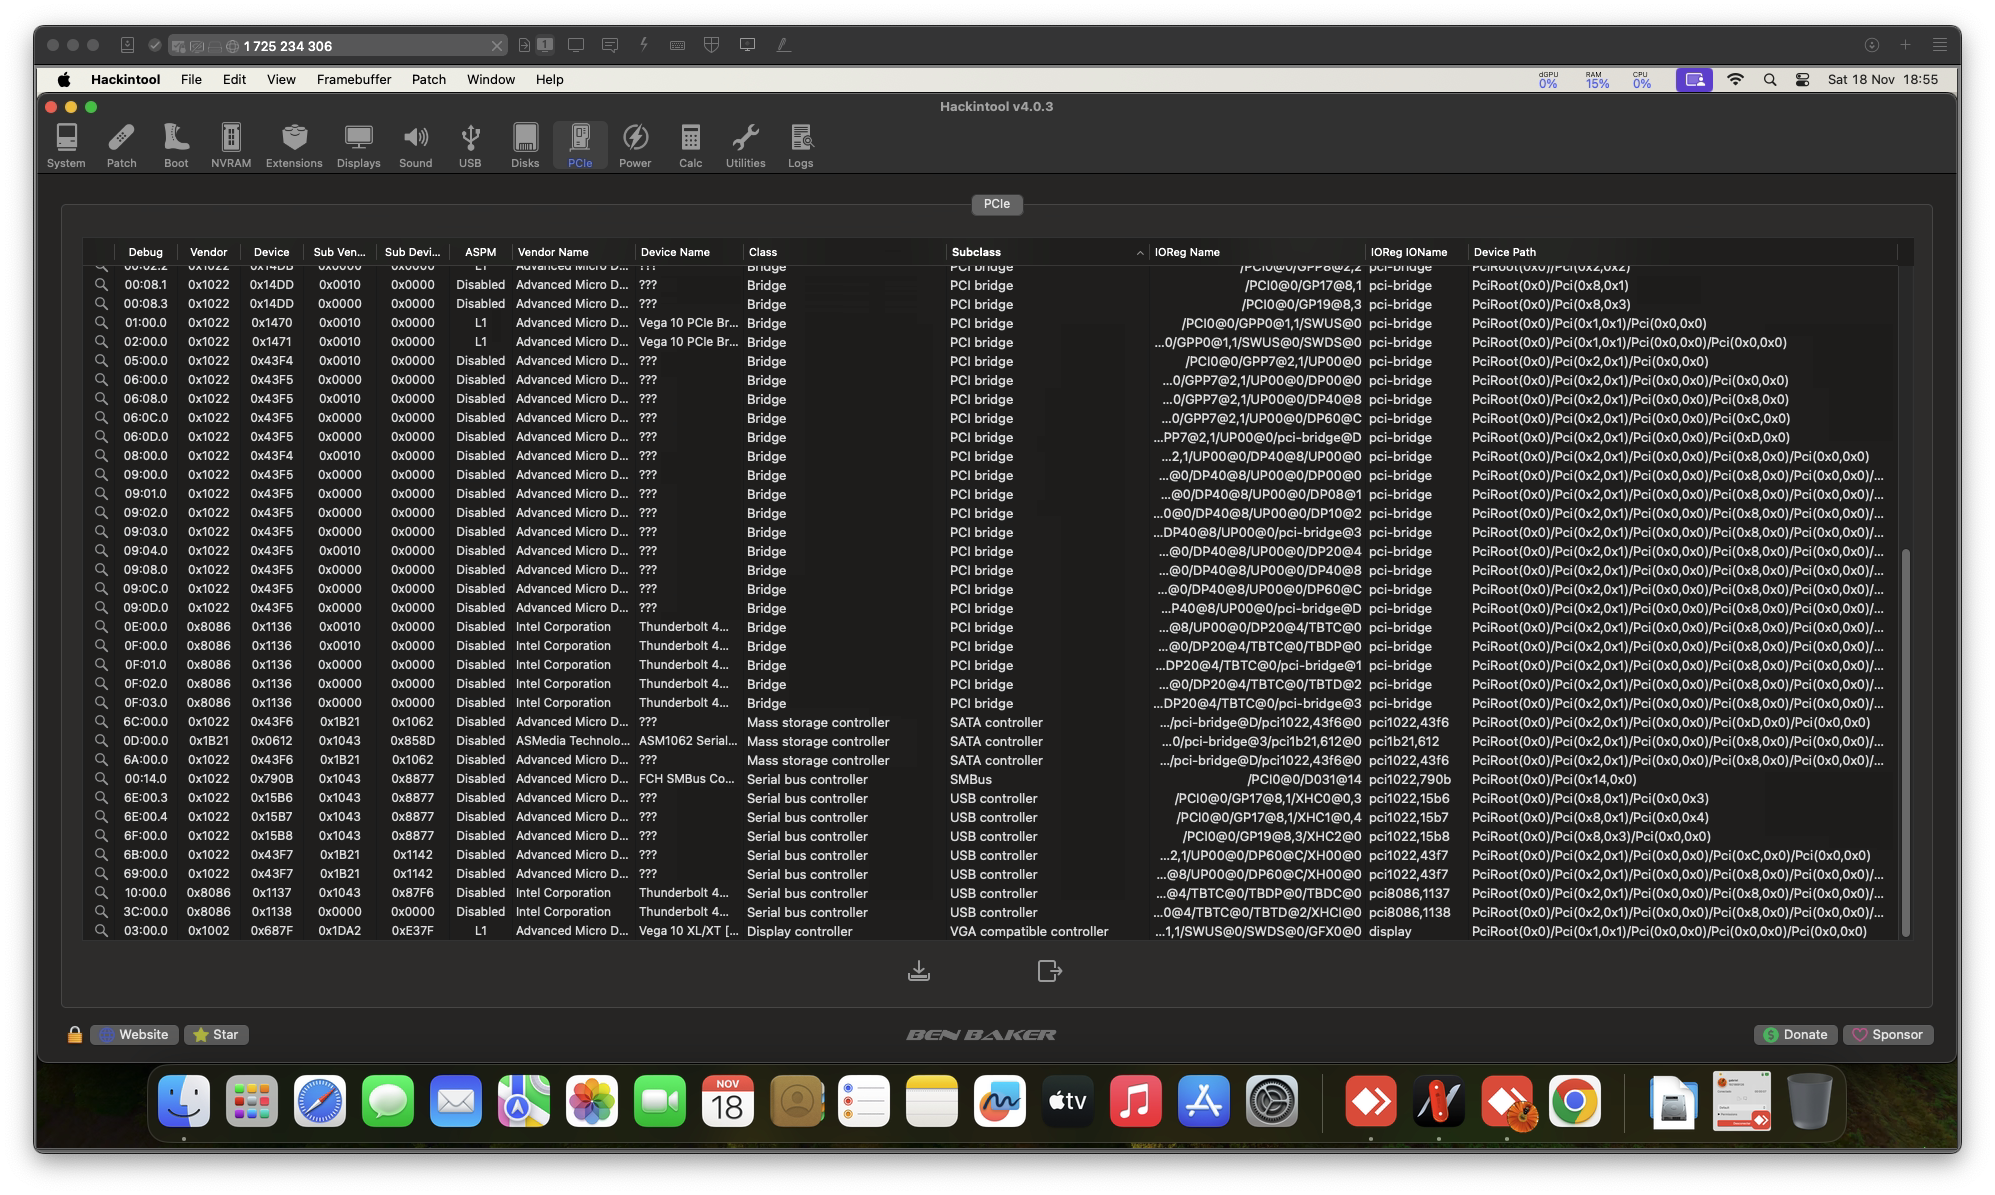 1 725 234 306
1
Hackintool File Edit View Framebuffer Patch Window Help dGPU 0% RAM 15% CPU 0% Sat 18 Nov 18:55
Hackintool v4.0.3
System Patch Boot NVRAM Extensions Displays Sound USB Disks PCIe Power Calc Utilities Logs
PCIe
Debug Vendor Device Sub Ven... Sub Devi... ASPM Vendor Name Device Name Class Subclass IOReg Name IOReg IOName Device Path
00:02.2 0x1022 0x14DB 0x0000 0x0000 L1 Advanced Micro D... ??? Bridge PCI bridge /PCI0@0/GPP8@2,2 pci-bridge PciRoot(0x0)/Pci(0x2,0x2)
00:08.1 0x1022 0x14DD 0x0010 0x0000 Disabled Advanced Micro D... ??? Bridge PCI bridge /PCI0@0/GP17@8,1 pci-bridge PciRoot(0x0)/Pci(0x8,0x1)
00:08.3 0x1022 0x14DD 0x0010 0x0000 Disabled Advanced Micro D... ??? Bridge PCI bridge /PCI0@0/GP19@8,3 pci-bridge PciRoot(0x0)/Pci(0x8,0x3)
01:00.0 0x1022 0x1470 0x0010 0x0000 L1 Advanced Micro D... Vega 10 PCIe Br... Bridge PCI bridge /PCI0@0/GPP0@1,1/SWUS@0 pci-bridge PciRoot(0x0)/Pci(0x1,0x1)/Pci(0x0,0x0)
02:00.0 0x1022 0x1471 0x0010 0x0000 L1 Advanced Micro D... Vega 10 PCIe Br... Bridge PCI bridge ...0/GPP0@1,1/SWUS@0/SWDS@0 pci-bridge PciRoot(0x0)/Pci(0x1,0x1)/Pci(0x0,0x0)/Pci(0x0,0x0)
05:00.0 0x1022 0x43F4 0x0010 0x0000 Disabled Advanced Micro D... ??? Bridge PCI bridge /PCI0@0/GPP7@2,1/UP00@0 pci-bridge PciRoot(0x0)/Pci(0x2,0x1)/Pci(0x0,0x0)
06:00.0 0x1022 0x43F5 0x0000 0x0000 Disabled Advanced Micro D... ??? Bridge PCI bridge ...0/GPP7@2,1/UP00@0/DP00@0 pci-bridge PciRoot(0x0)/Pci(0x2,0x1)/Pci(0x0,0x0)/Pci(0x0,0x0)
06:08.0 0x1022 0x43F5 0x0010 0x0000 Disabled Advanced Micro D... ??? Bridge PCI bridge ...0/GPP7@2,1/UP00@0/DP40@8 pci-bridge PciRoot(0x0)/Pci(0x2,0x1)/Pci(0x0,0x0)/Pci(0x8,0x0)
06:0C.0 0x1022 0x43F5 0x0000 0x0000 Disabled Advanced Micro D... ??? Bridge PCI bridge ...0/GPP7@2,1/UP00@0/DP60@C pci-bridge PciRoot(0x0)/Pci(0x2,0x1)/Pci(0x0,0x0)/Pci(0xC,0x0)
06:0D.0 0x1022 0x43F5 0x0000 0x0000 Disabled Advanced Micro D... ??? Bridge PCI bridge ...PP7@2,1/UP00@0/pci-bridge@D pci-bridge PciRoot(0x0)/Pci(0x2,0x1)/Pci(0x0,0x0)/Pci(0xD,0x0)
08:00.0 0x1022 0x43F4 0x0010 0x0000 Disabled Advanced Micro D... ??? Bridge PCI bridge ...2,1/UP00@0/DP40@8/UP00@0 pci-bridge PciRoot(0x0)/Pci(0x2,0x1)/Pci(0x0,0x0)/Pci(0x8,0x0)/Pci(0x0,0x0)
09:00.0 0x1022 0x43F5 0x0000 0x0000 Disabled Advanced Micro D... ??? Bridge PCI bridge ...@0/DP40@8/UP00@0/DP00@0 pci-bridge PciRoot(0x0)/Pci(0x2,0x1)/Pci(0x0,0x0)/Pci(0x8,0x0)/Pci(0x0,0x0)/...
09:01.0 0x1022 0x43F5 0x0000 0x0000 Disabled Advanced Micro D... ??? Bridge PCI bridge ...@0/DP40@8/UP00@0/DP08@1 pci-bridge PciRoot(0x0)/Pci(0x2,0x1)/Pci(0x0,0x0)/Pci(0x8,0x0)/Pci(0x0,0x0)/...
09:02.0 0x1022 0x43F5 0x0000 0x0000 Disabled Advanced Micro D... ??? Bridge PCI bridge ...0@0/DP40@8/UP00@0/DP10@2 pci-bridge PciRoot(0x0)/Pci(0x2,0x1)/Pci(0x0,0x0)/Pci(0x8,0x0)/Pci(0x0,0x0)/...
09:03.0 0x1022 0x43F5 0x0000 0x0000 Disabled Advanced Micro D... ??? Bridge PCI bridge ...DP40@8/UP00@0/pci-bridge@3 pci-bridge PciRoot(0x0)/Pci(0x2,0x1)/Pci(0x0,0x0)/Pci(0x8,0x0)/Pci(0x0,0x0)/...
09:04.0 0x1022 0x43F5 0x0010 0x0000 Disabled Advanced Micro D... ??? Bridge PCI bridge ...@0/DP40@8/UP00@0/DP20@4 pci-bridge PciRoot(0x0)/Pci(0x2,0x1)/Pci(0x0,0x0)/Pci(0x8,0x0)/Pci(0x0,0x0)/...
09:08.0 0x1022 0x43F5 0x0000 0x0000 Disabled Advanced Micro D... ??? Bridge PCI bridge ...@0/DP40@8/UP00@0/DP40@8 pci-bridge PciRoot(0x0)/Pci(0x2,0x1)/Pci(0x0,0x0)/Pci(0x8,0x0)/Pci(0x0,0x0)/...
09:0C.0 0x1022 0x43F5 0x0000 0x0000 Disabled Advanced Micro D... ??? Bridge PCI bridge ...@0/DP40@8/UP00@0/DP60@C pci-bridge PciRoot(0x0)/Pci(0x2,0x1)/Pci(0x0,0x0)/Pci(0x8,0x0)/Pci(0x0,0x0)/...
09:0D.0 0x1022 0x43F5 0x0000 0x0000 Disabled Advanced Micro D... ??? Bridge PCI bridge ...P40@8/UP00@0/pci-bridge@D pci-bridge PciRoot(0x0)/Pci(0x2,0x1)/Pci(0x0,0x0)/Pci(0x8,0x0)/Pci(0x0,0x0)/...
0E:00.0 0x8086 0x1136 0x0010 0x0000 Disabled Intel Corporation Thunderbolt 4... Bridge PCI bridge ...@8/UP00@0/DP20@4/TBTC@0 pci-bridge PciRoot(0x0)/Pci(0x2,0x1)/Pci(0x0,0x0)/Pci(0x8,0x0)/Pci(0x0,0x0)/...
0F:00.0 0x8086 0x1136 0x0010 0x0000 Disabled Intel Corporation Thunderbolt 4... Bridge PCI bridge ...@0/DP20@4/TBTC@0/TBDP@0 pci-bridge PciRoot(0x0)/Pci(0x2,0x1)/Pci(0x0,0x0)/Pci(0x8,0x0)/Pci(0x0,0x0)/...
0F:01.0 0x8086 0x1136 0x0000 0x0000 Disabled Intel Corporation Thunderbolt 4... Bridge PCI bridge ...DP20@4/TBTC@0/pci-bridge@1 pci-bridge PciRoot(0x0)/Pci(0x2,0x1)/Pci(0x0,0x0)/Pci(0x8,0x0)/Pci(0x0,0x0)/...
0F:02.0 0x8086 0x1136 0x0000 0x0000 Disabled Intel Corporation Thunderbolt 4... Bridge PCI bridge ...@0/DP20@4/TBTC@0/TBTD@2 pci-bridge PciRoot(0x0)/Pci(0x2,0x1)/Pci(0x0,0x0)/Pci(0x8,0x0)/Pci(0x0,0x0)/...
0F:03.0 0x8086 0x1136 0x0000 0x0000 Disabled Intel Corporation Thunderbolt 4... Bridge PCI bridge ...DP20@4/TBTC@0/pci-bridge@3 pci-bridge PciRoot(0x0)/Pci(0x2,0x1)/Pci(0x0,0x0)/Pci(0x8,0x0)/Pci(0x0,0x0)/...
6C:00.0 0x1022 0x43F6 0x1B21 0x1062 Disabled Advanced Micro D... ??? Mass storage controller SATA controller .../pci-bridge@D/pci1022,43f6@0 pci1022,43f6 PciRoot(0x0)/Pci(0x2,0x1)/Pci(0x0,0x0)/Pci(0xD,0x0)/Pci(0x0,0x0)
0D:00.0 0x1B21 0x0612 0x1043 0x858D Disabled ASMedia Technolo... ASM1062 Serial... Mass storage controller SATA controller ...0/pci-bridge@3/pci1b21,612@0 pci1b21,612 PciRoot(0x0)/Pci(0x2,0x1)/Pci(0x0,0x0)/Pci(0x8,0x0)/Pci(0x0,0x0)/...
6A:00.0 0x1022 0x43F6 0x1B21 0x1062 Disabled Advanced Micro D... ??? Mass storage controller SATA controller .../pci-bridge@D/pci1022,43f6@0 pci1022,43f6 PciRoot(0x0)/Pci(0x2,0x1)/Pci(0x0,0x0)/Pci(0x8,0x0)/Pci(0x0,0x0)/...
00:14.0 0x1022 0x790B 0x1043 0x8877 Disabled Advanced Micro D... FCH SMBus Co... Serial bus controller SMBus /PCI0@0/D031@14 pci1022,790b PciRoot(0x0)/Pci(0x14,0x0)
6E:00.3 0x1022 0x15B6 0x1043 0x8877 Disabled Advanced Micro D... ??? Serial bus controller USB controller /PCI0@0/GP17@8,1/XHC0@0,3 pci1022,15b6 PciRoot(0x0)/Pci(0x8,0x1)/Pci(0x0,0x3)
6E:00.4 0x1022 0x15B7 0x1043 0x8877 Disabled Advanced Micro D... ??? Serial bus controller USB controller /PCI0@0/GP17@8,1/XHC1@0,4 pci1022,15b7 PciRoot(0x0)/Pci(0x8,0x1)/Pci(0x0,0x4)
6F:00.0 0x1022 0x15B8 0x1043 0x8877 Disabled Advanced Micro D... ??? Serial bus controller USB controller /PCI0@0/GP19@8,3/XHC2@0 pci1022,15b8 PciRoot(0x0)/Pci(0x8,0x3)/Pci(0x0,0x0)
6B:00.0 0x1022 0x43F7 0x1B21 0x1142 Disabled Advanced Micro D... ??? Serial bus controller USB controller ...2,1/UP00@0/DP60@C/XH00@0 pci1022,43f7 PciRoot(0x0)/Pci(0x2,0x1)/Pci(0x0,0x0)/Pci(0xC,0x0)/Pci(0x0,0x0)
69:00.0 0x1022 0x43F7 0x1B21 0x1142 Disabled Advanced Micro D... ??? Serial bus controller USB controller ...@8/UP00@0/DP60@C/XH00@0 pci1022,43f7 PciRoot(0x0)/Pci(0x2,0x1)/Pci(0x0,0x0)/Pci(0x8,0x0)/Pci(0x0,0x0)/...
10:00.0 0x8086 0x1137 0x1043 0x87F6 Disabled Intel Corporation Thunderbolt 4... Serial bus controller USB controller ...@4/TBTC@0/TBDP@0/TBDC@0 pci8086,1137 PciRoot(0x0)/Pci(0x2,0x1)/Pci(0x0,0x0)/Pci(0x8,0x0)/Pci(0x0,0x0)/...
3C:00.0 0x8086 0x1138 0x0000 0x0000 Disabled Intel Corporation Thunderbolt 4... Serial bus controller USB controller ...0@4/TBTC@0/TBTD@2/XHCI@0 pci8086,1138 PciRoot(0x0)/Pci(0x2,0x1)/Pci(0x0,0x0)/Pci(0x8,0x0)/Pci(0x0,0x0)/...
03:00.0 0x1002 0x687F 0x1DA2 0xE37F L1 Advanced Micro D... Vega 10 XL/XT [... Display controller VGA compatible controller ...1,1/SWUS@0/SWDS@0/GFX0@0 display PciRoot(0x0)/Pci(0x1,0x1)/Pci(0x0,0x0)/Pci(0x0,0x0)/Pci(0x0,0x0)
Website Star BEN BAKER Donate Sponsor
NOV
18
tv